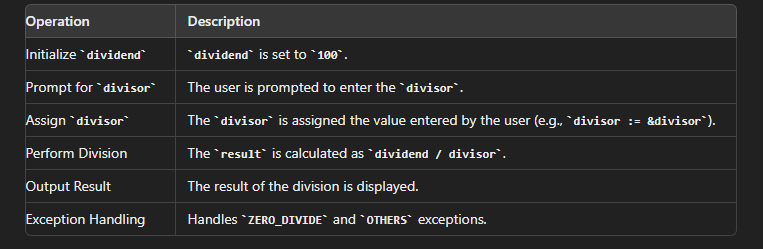 Operation Description
Initialize `dividend` `dividend` is set to `100`.
Prompt for `divisor` The user is prompted to enter the `divisor`.
Assign `divisor` The `divisor` is assigned the value entered by the user (e.g., `divisor := &divisor`).
Perform Division The `result` is calculated as `dividend / divisor`.
Output Result The result of the division is displayed.
Exception Handling Handles `ZERO_DIVIDE` and `OTHERS` exceptions.